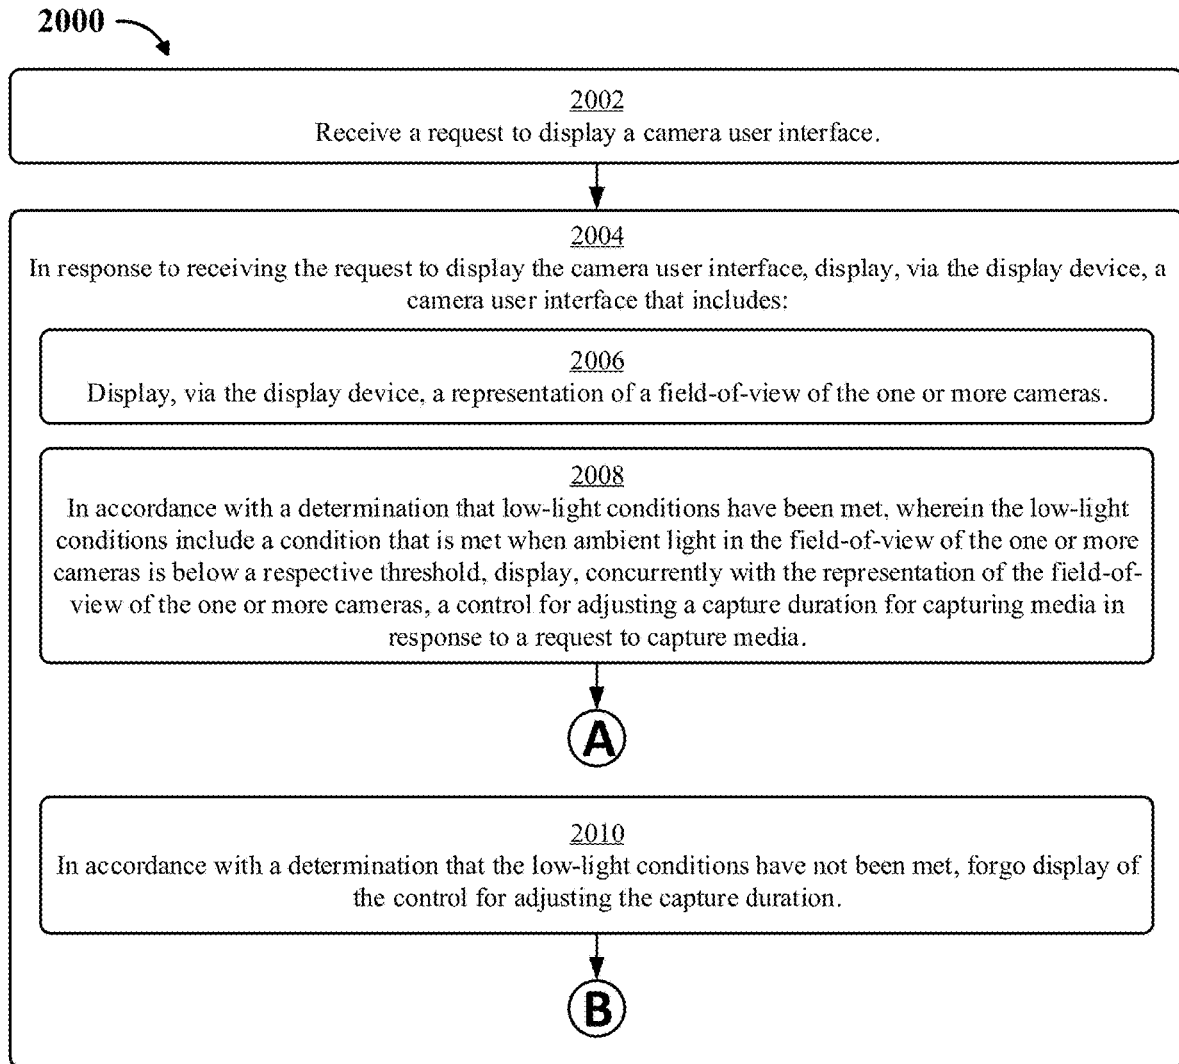 2000
2002
Receive a request to display a camera user interface.
2004
In response to receiving the request to display the camera user interface, display, via the display device, a
camera user interface that includes:
2006
Display, via the display device, a representation of a field-of-view of the one or more cameras.
2008
In accordance with a determination that low-light conditions have been met, wherein the low-light
conditions include a condition that is met when ambient light in the field-of-view of the one or more
cameras is below a respective threshold, display, concurrently with the representation of the field-of-
view of the one or more cameras, a control for adjusting a capture duration for capturing media in
response to a request to capture media.
A
2010
In accordance with a determination that the low-light conditions have not been met, forgo display of
the control for adjusting the capture duration.
B